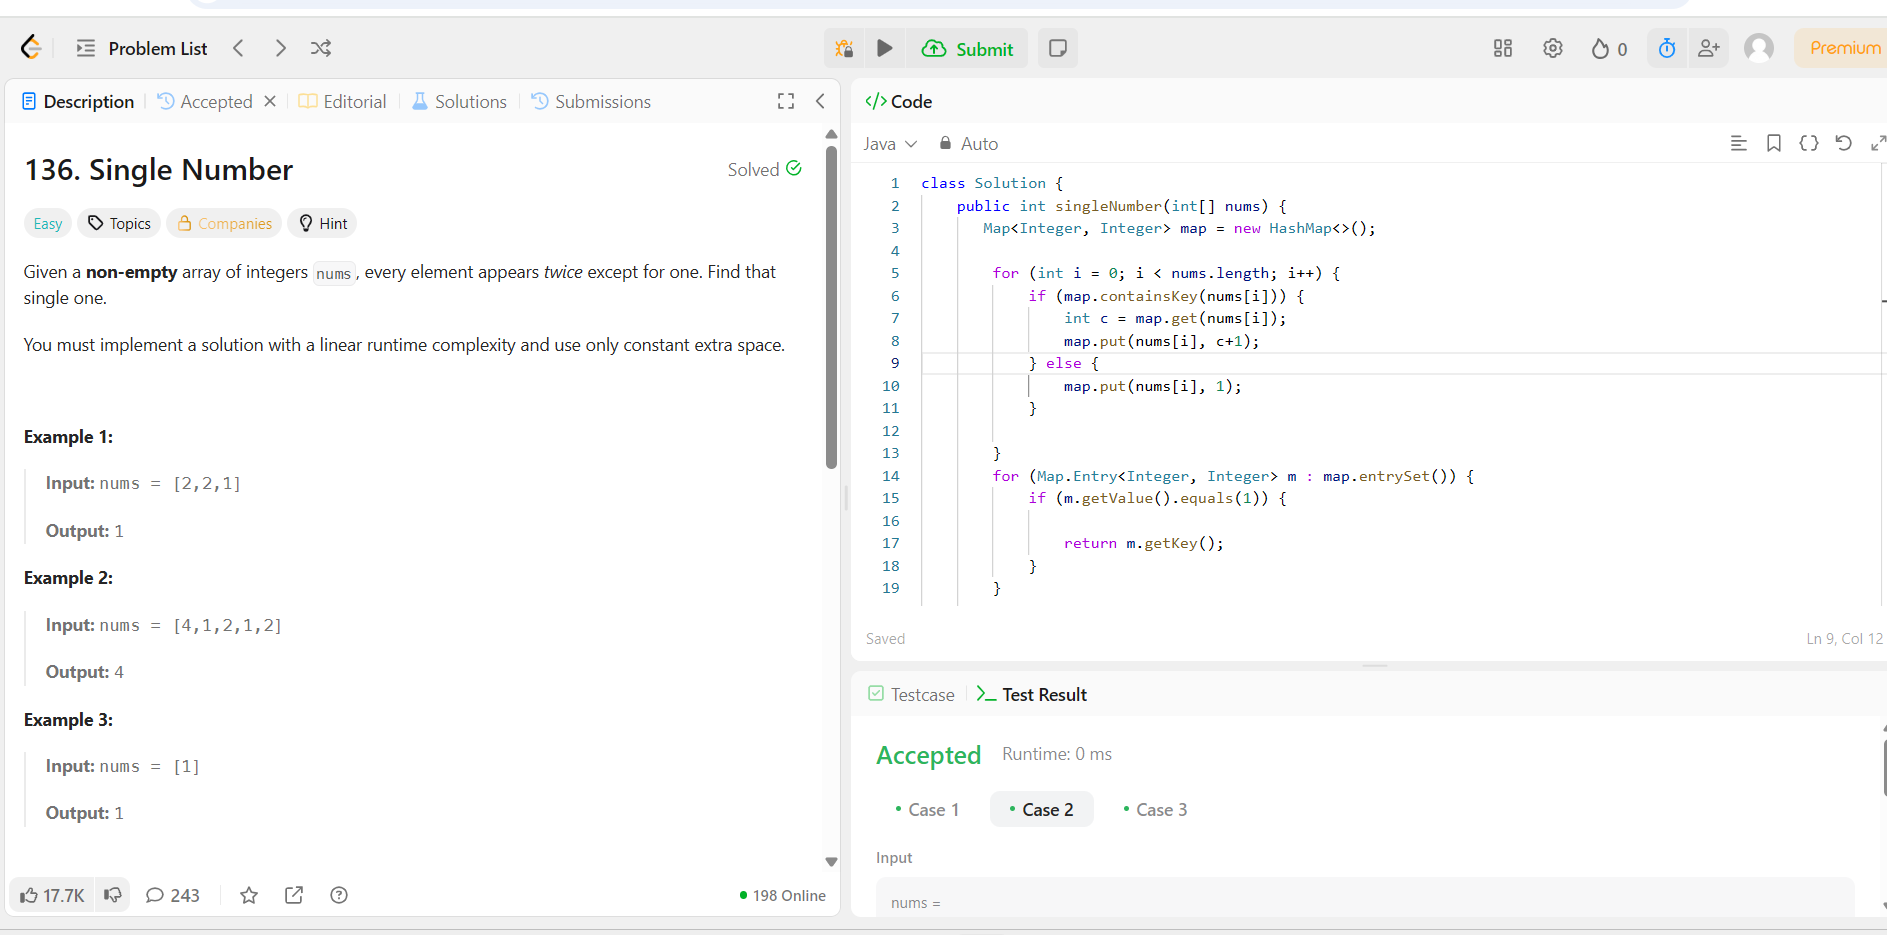 Problem List
Submit
0
Premium
Description
Accepted
Editorial
Solutions
Submissions
136. Single Number
Solved
Easy
Topics
Companies
Hint
Given a non-empty array of integers nums, every element appears twice except for one. Find that
single one.
You must implement a solution with a linear runtime complexity and use only constant extra space.
Example 1:
Input: nums = [2,2,1]
Output: 1
Example 2:
Input: nums = [4,1,2,1,2]
Output: 4
Example 3:
Input: nums = [1]
Output: 1
17.7K
243
198 Online
</> Code
Java
Auto
1 class Solution {
2     public int singleNumber(int[] nums) {
3        Map<Integer, Integer> map = new HashMap<>();
4
5         for (int i = 0; i < nums.length; i++) {
6             if (map.containsKey(nums[i])) {
7                 int c = map.get(nums[i]);
8                 map.put(nums[i], c+1);
9             } else {
10                 map.put(nums[i], 1);
11             }
12
13         }
14         for (Map.Entry<Integer, Integer> m : map.entrySet()) {
15             if (m.getValue().equals(1)) {
16
17                 return m.getKey();
18             }
19         }
Saved
Ln 9, Col 12
Testcase
Test Result
Accepted
Runtime: 0 ms
Case 1
Case 2
Case 3
Input
nums =